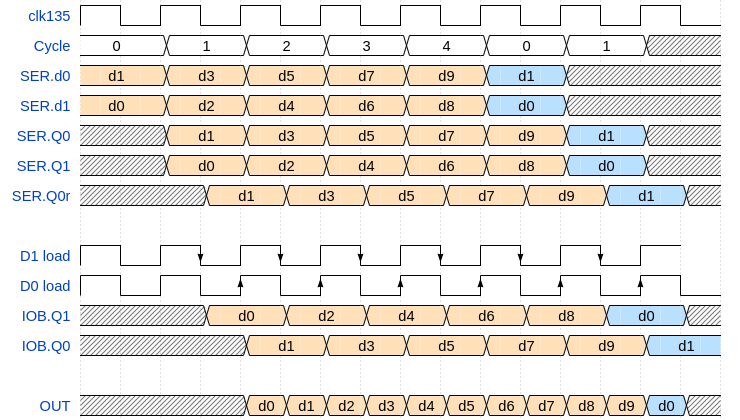 clk135
Cycle 0 1 2 3 4 0 1
SER.d0 d1 d3 d5 d7 d9 d1
SER.d1 d0 d2 d4 d6 d8 d0
SER.Q0 d1 d3 d5 d7 d9 d1
SER.Q1 d0 d2 d4 d6 d8 d0
SER.Q0r d1 d3 d5 d7 d9 d1
D1 load
D0 load
IOB.Q1 d0 d2 d4 d6 d8 d0
IOB.Q0 d1 d3 d5 d7 d9 d1
OUT d0 d1 d2 d3 d4 d5 d6 d7 d8 d9 d0